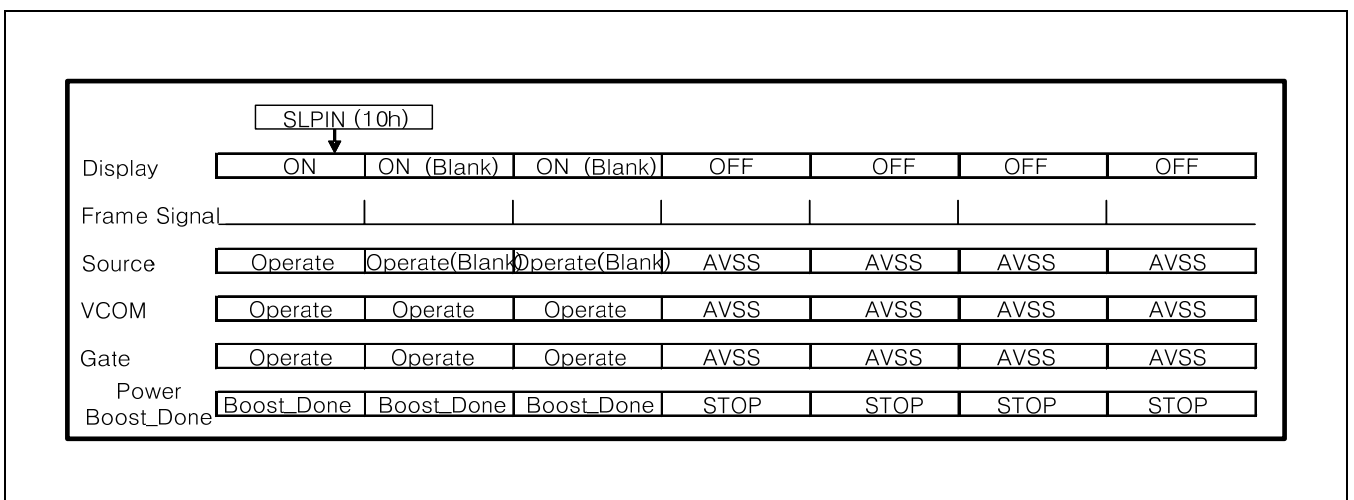 SLPIN (10h)
Display ON ON (Blank) ON (Blank) OFF OFF OFF OFF
Frame Signal
Source Operate Operate(Blank) Operate(Blank) AVSS AVSS AVSS AVSS
VCOM Operate Operate Operate AVSS AVSS AVSS AVSS
Gate Operate Operate Operate AVSS AVSS AVSS AVSS
Power
Boost_Done Boost_Done Boost_Done Boost_Done STOP STOP STOP STOP